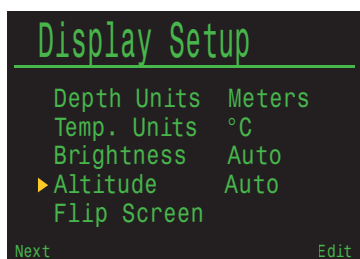 Display Setup
Depth Units Meters
Temp. Units °C
Brightness Auto
Altitude Auto
Flip Screen
Next Edit